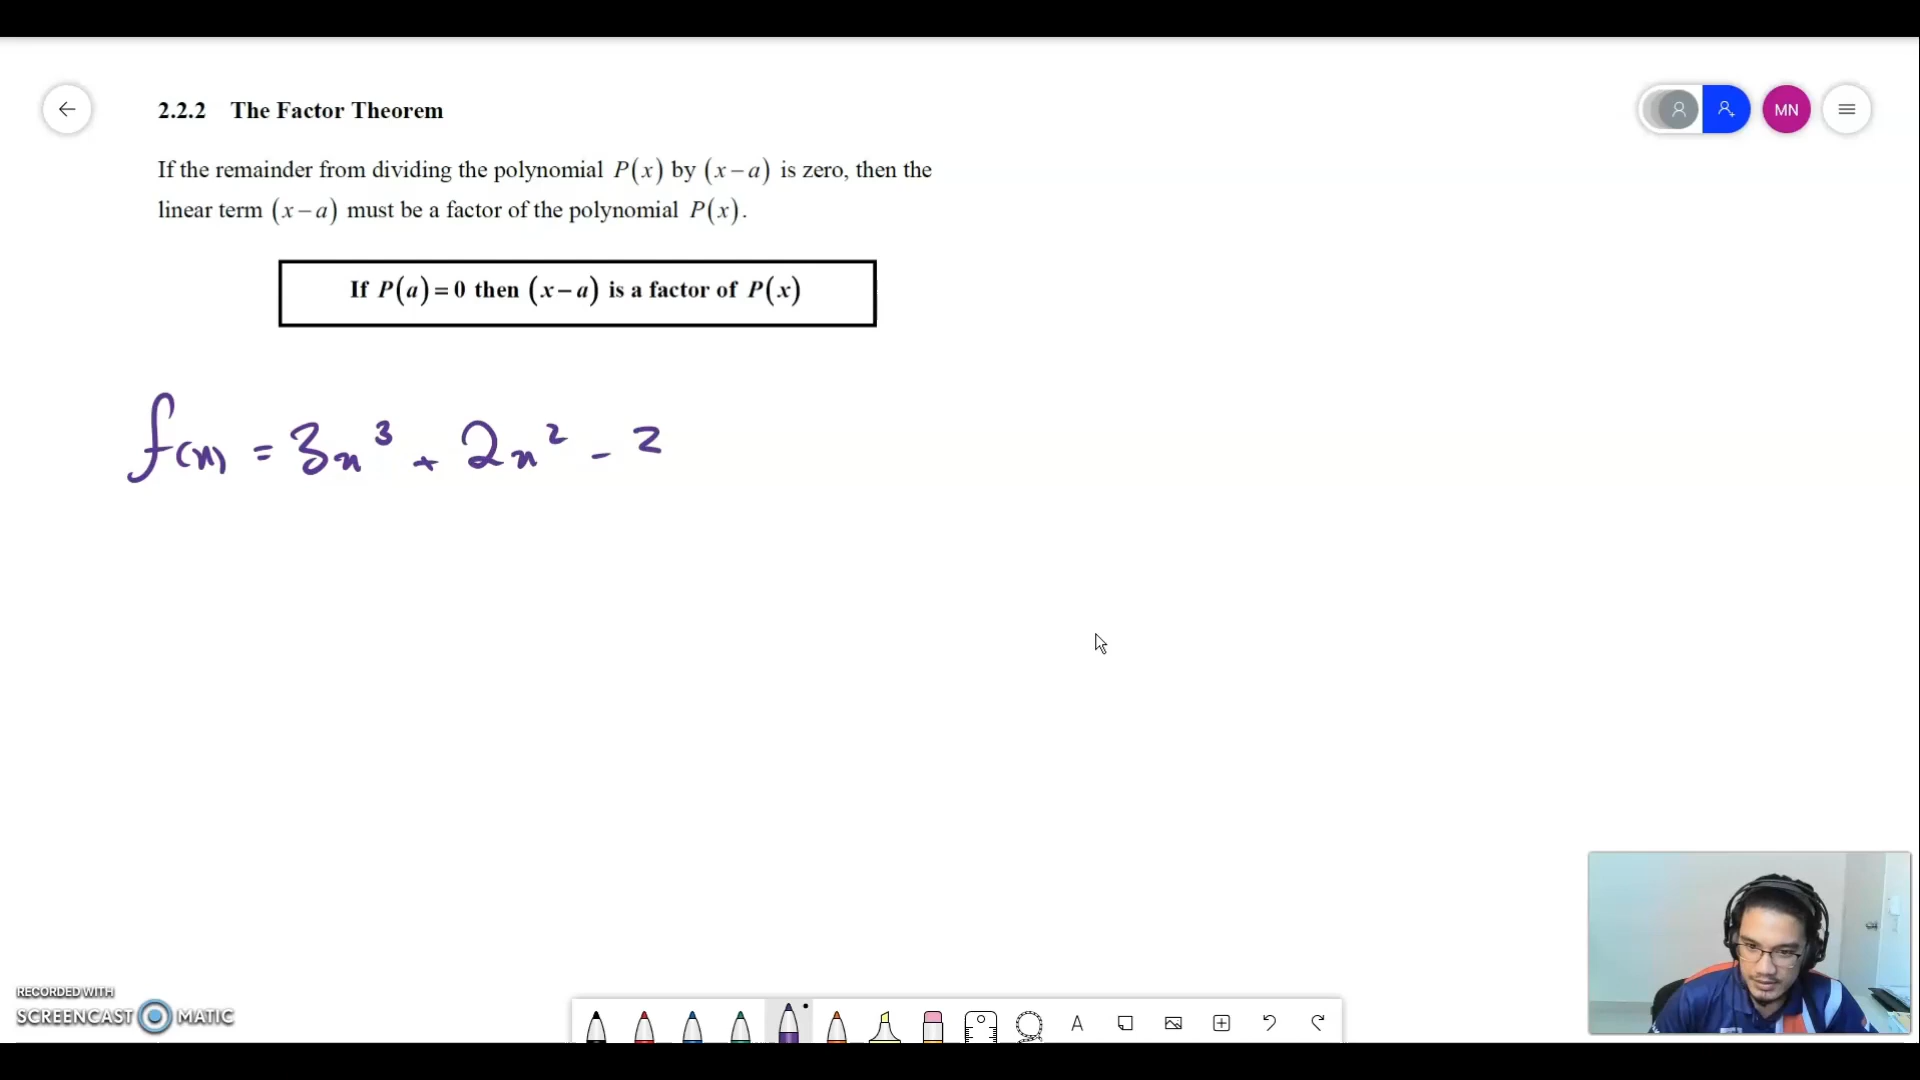 2.2.2 The Factor Theorem
MN
If the remainder from dividing the polynomial P(x) by (x−a) is zero, then the
linear term (x−a) must be a factor of the polynomial P(x).
If P(a)=0 then (x−a) is a factor of P(x)
f(x) = 3x³ + 2x² - 2
RECORDED WITH
SCREENCAST MATIC
A